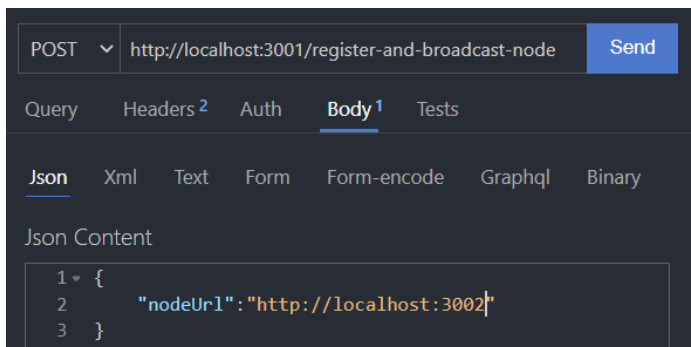 POST http://localhost:3001/register-and-broadcast-node Send
Query Headers 2 Auth Body 1 Tests
Json Xml Text Form Form-encode Graphql Binary
Json Content
1 {
2 "nodeUrl":"http://localhost:3002"
3 }